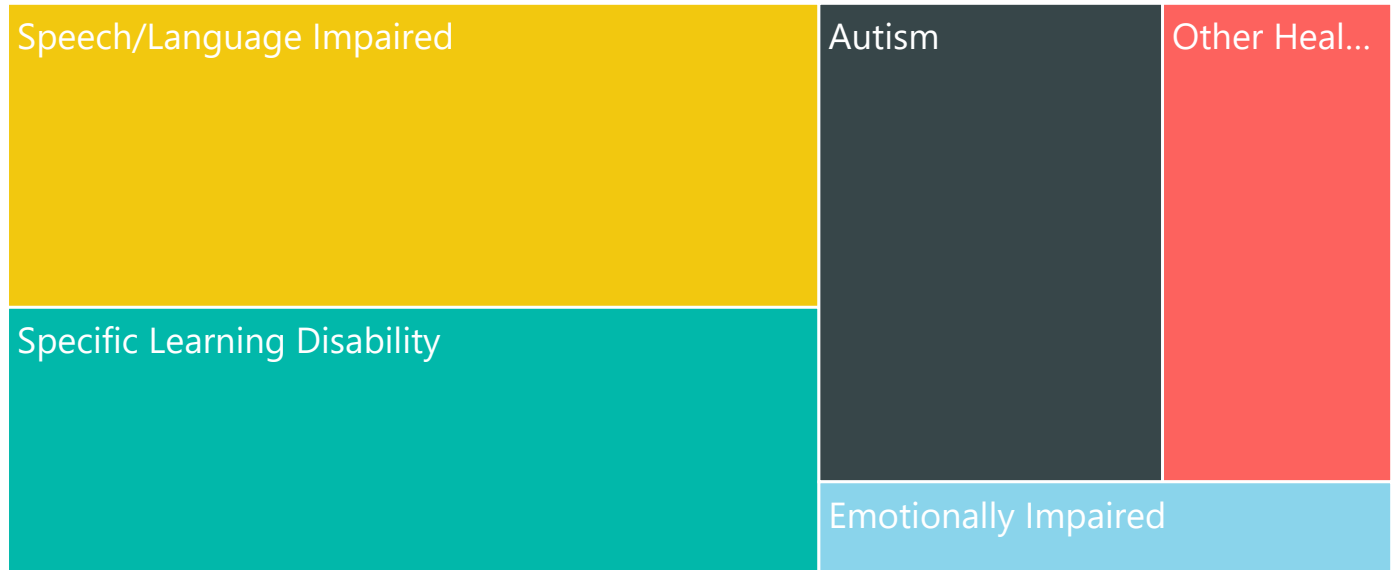 Speech/Language Impaired
Specific Learning Disability
Autism
Other Heal...
Emotionally Impaired